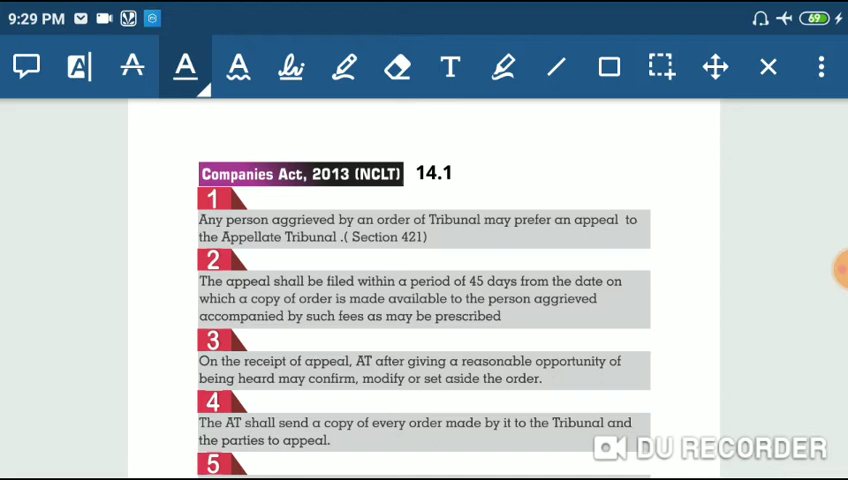 9:29 PM
69
A A A A T
Companies Act, 2013 (NCLT) 14.1
1
Any person aggrieved by an order of Tribunal may prefer an appeal to
the Appellate Tribunal .( Section 421)
2
The appeal shall be filed within a period of 45 days from the date on
which a copy of order is made available to the person aggrieved
accompanied by such fees as may be prescribed
3
On the receipt of appeal, AT after giving a reasonable opportunity of
being heard may confirm, modify or set aside the order.
4
The AT shall send a copy of every order made by it to the Tribunal and
the parties to appeal.
5
DU RECORDER